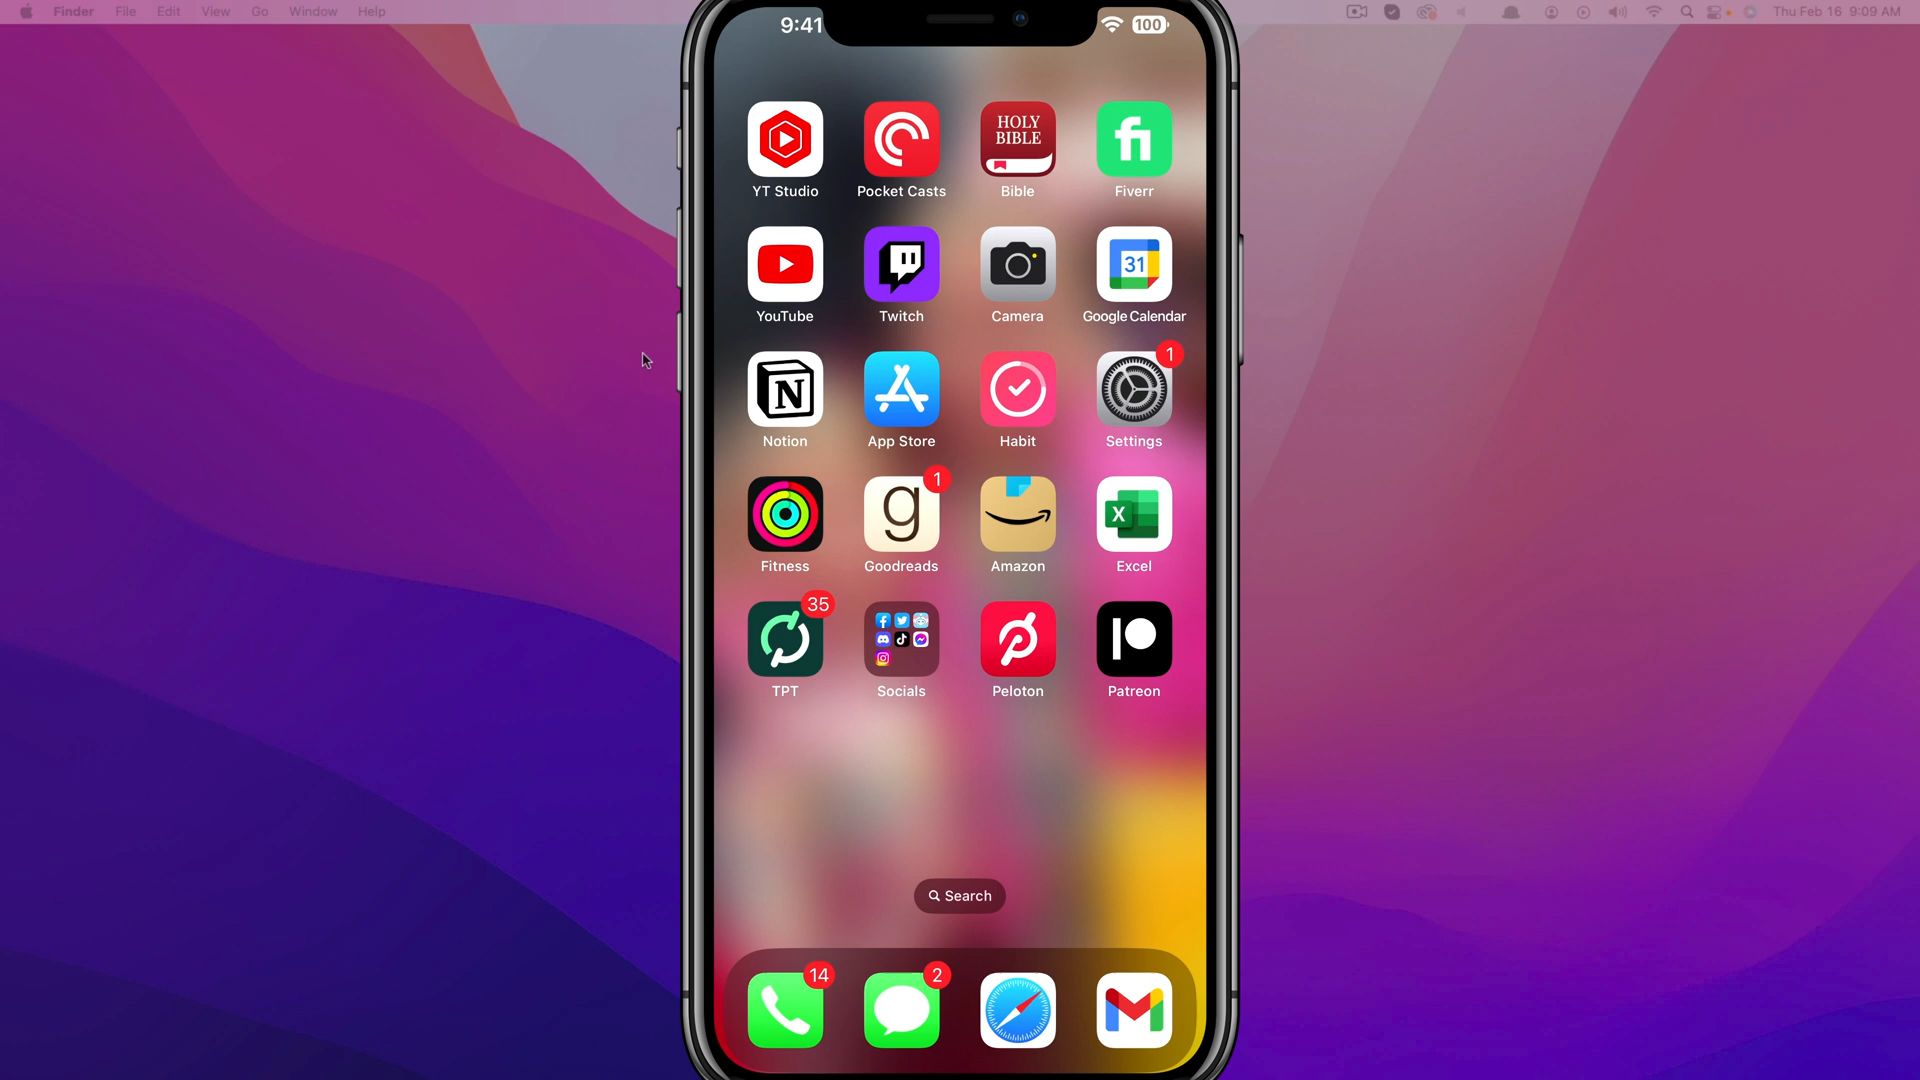 Finder File Edit View Go Window Help
Thu Feb 16 9:09 AM
9:41
100
HOLY BIBLE
fi
YT Studio Pocket Casts Bible Fiverr
31
YouTube Twitch Camera Google Calendar
N
1
Notion App Store Habit Settings
g
1
X
Fitness Goodreads Amazon Excel
35
TPT Socials Peloton Patreon
Search
14
2